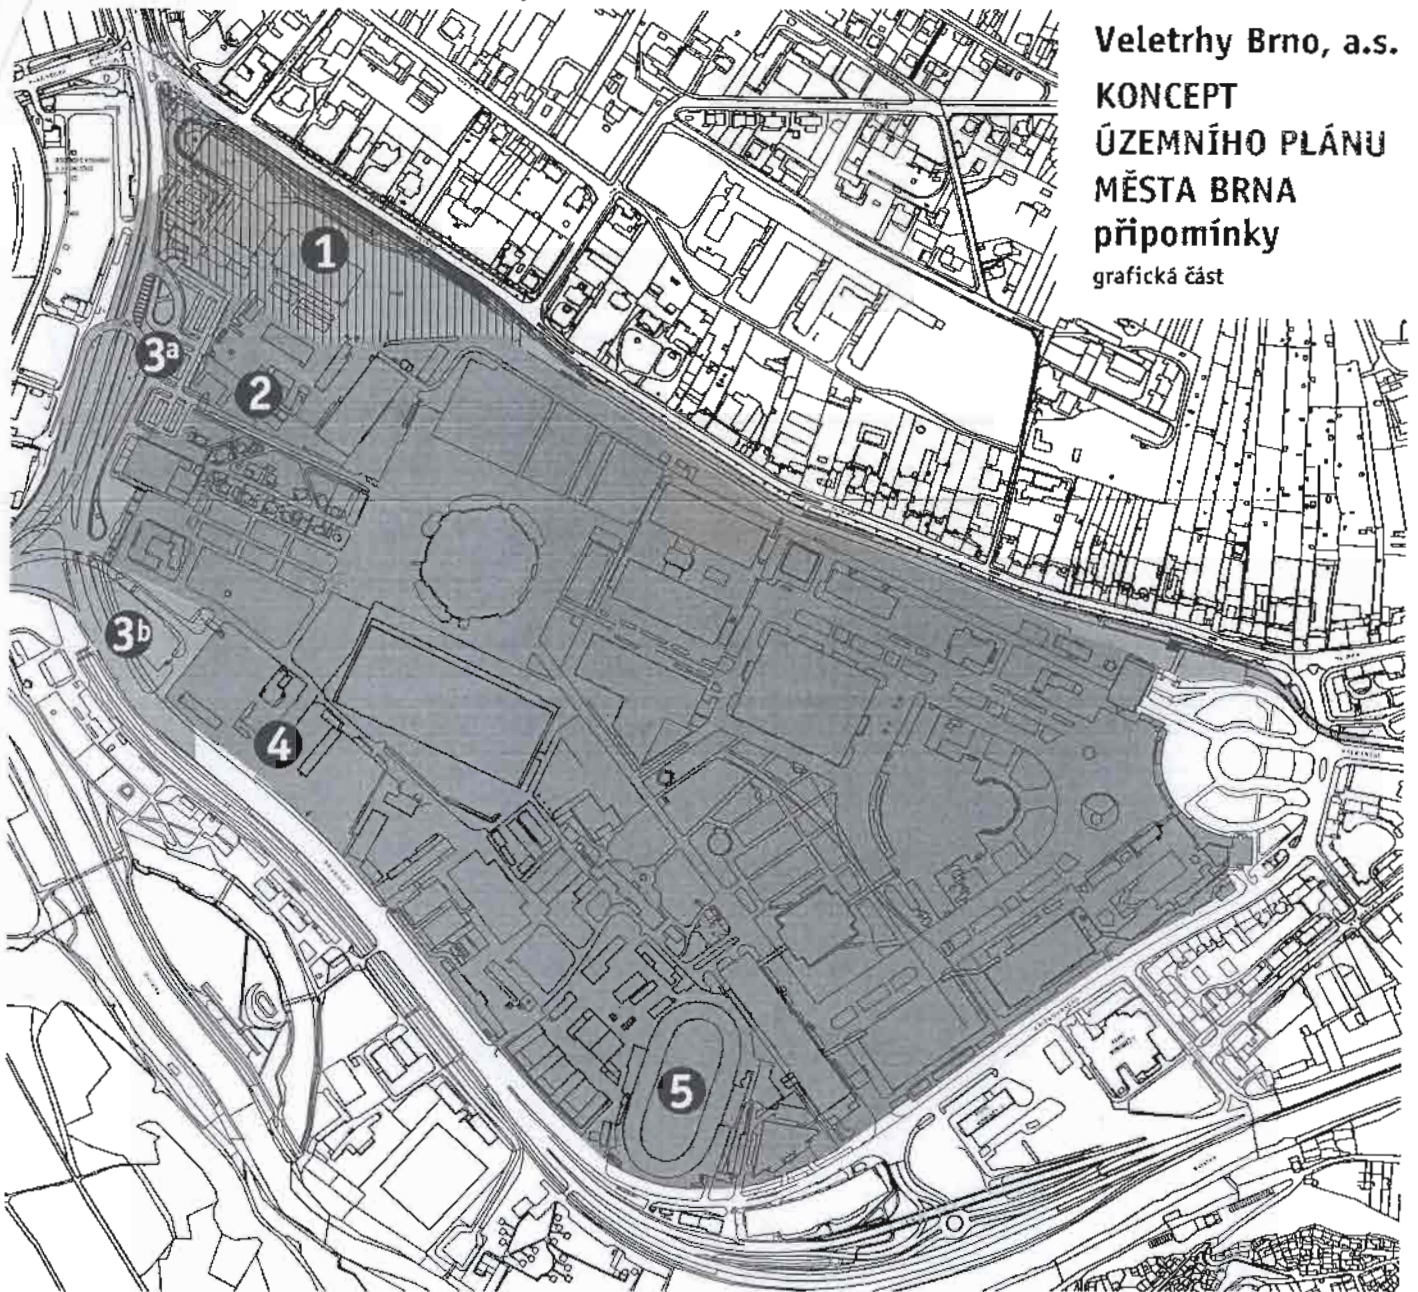 Veletrhy Brno, a.s.
KONCEPT
ÚZEMNÍHO PLÁNU
MĚSTA BRNA
připomínky
grafická část
1
3a
2
3b
4
5